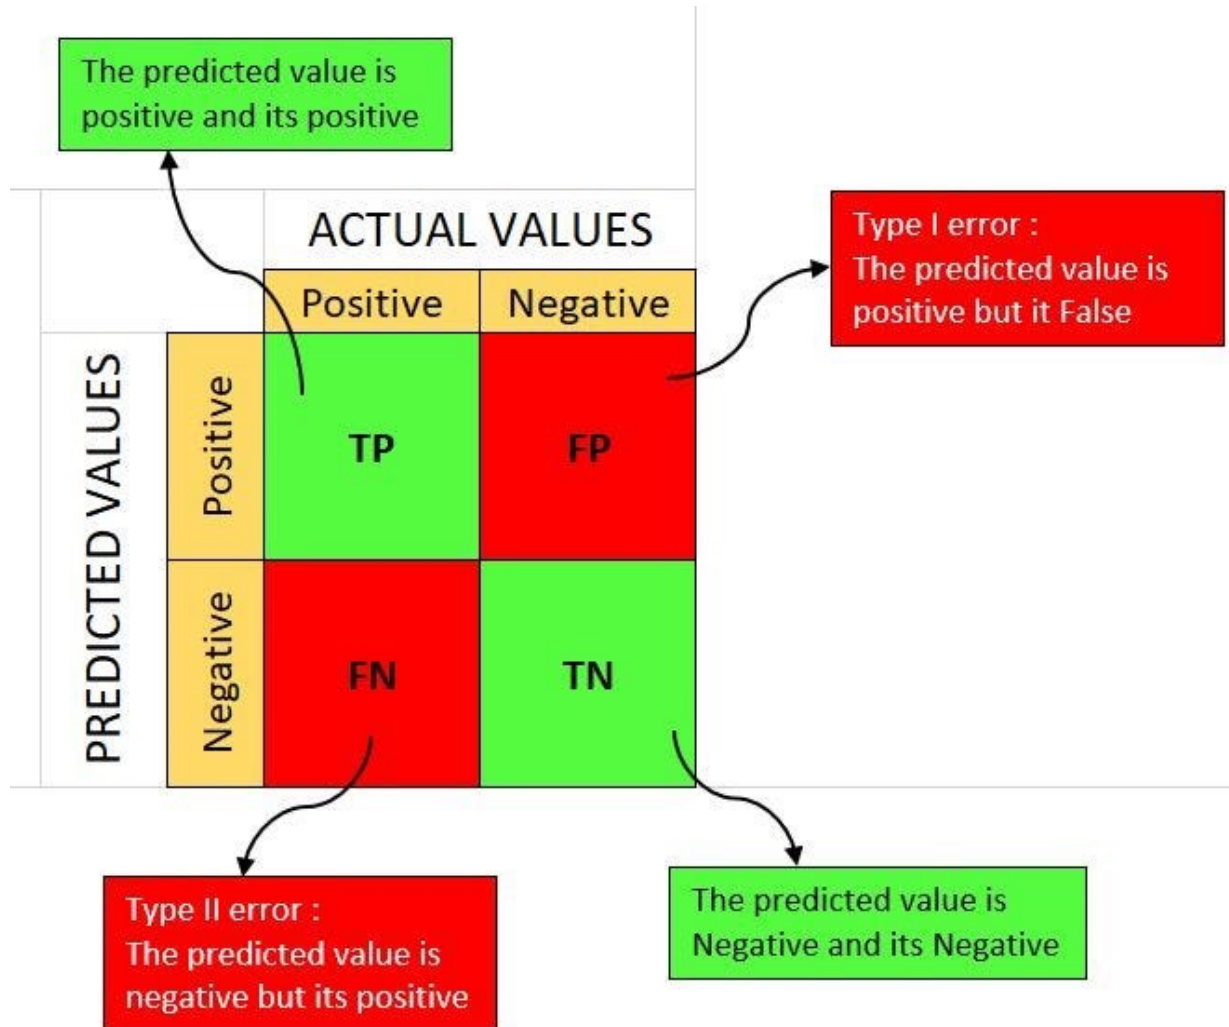 The predicted value is
positive and its positive
ACTUAL VALUES
Type I error :
The predicted value is
positive but it False
Positive
Negative
PREDICTED VALUES
Positive
TP
FP
Negative
FN
TN
Type II error :
The predicted value is
negative but its positive
The predicted value is
Negative and its Negative